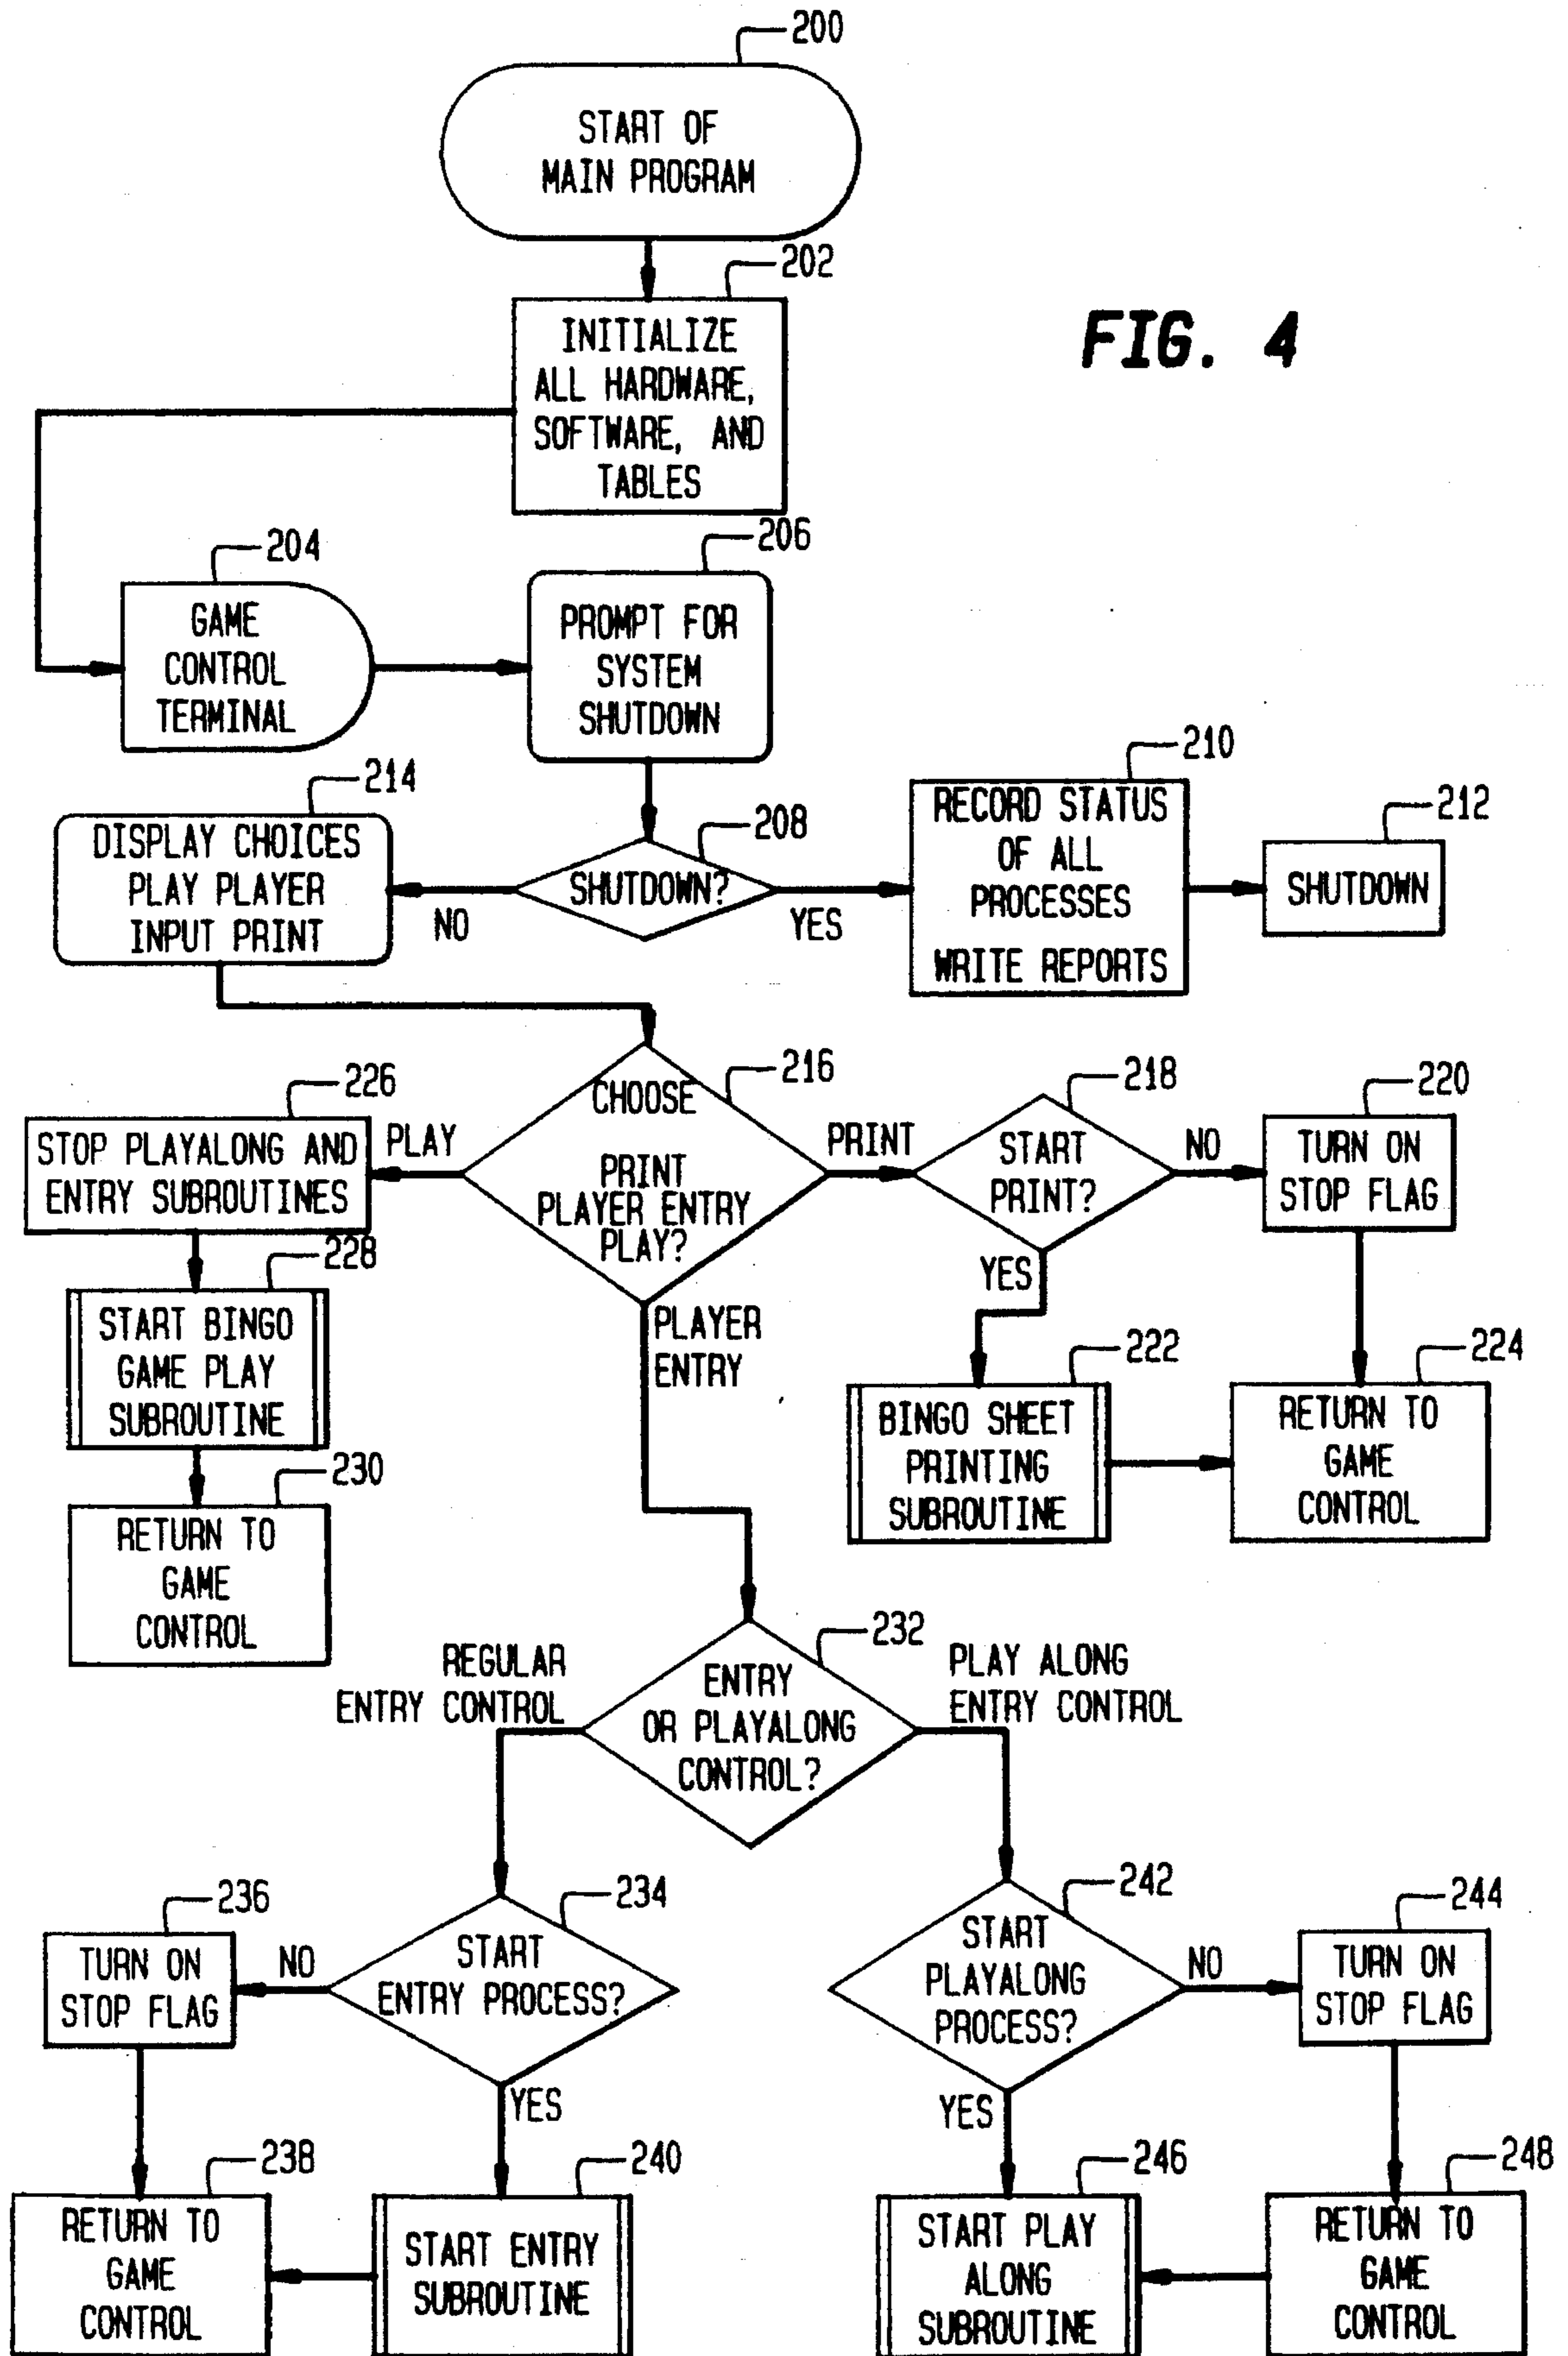 200
START OF
MAIN PROGRAM
202
INITIALIZE
ALL HARDWARE,
SOFTWARE, AND
TABLES
FIG. 4
204
GAME
CONTROL
TERMINAL
206
PROMPT FOR
SYSTEM
SHUTDOWN
214
DISPLAY CHOICES
PLAY PLAYER
INPUT PRINT
208
SHUTDOWN?
NO
YES
210
RECORD STATUS
OF ALL
PROCESSES
WRITE REPORTS
212
SHUTDOWN
216
CHOOSE
PRINT
PLAYER ENTRY
PLAY?
PLAY
PRINT
PLAYER
ENTRY
218
START
PRINT?
NO
YES
220
TURN ON
STOP FLAG
226
STOP PLAYALONG AND
ENTRY SUBROUTINES
228
START BINGO
GAME PLAY
SUBROUTINE
230
RETURN TO
GAME
CONTROL
222
BINGO SHEET
PRINTING
SUBROUTINE
224
RETURN TO
GAME
CONTROL
232
ENTRY
OR PLAYALONG
CONTROL?
REGULAR
ENTRY CONTROL
PLAY ALONG
ENTRY CONTROL
234
START
ENTRY PROCESS?
NO
YES
236
TURN ON
STOP FLAG
238
RETURN TO
GAME
CONTROL
240
START ENTRY
SUBROUTINE
242
START
PLAYALONG
PROCESS?
NO
YES
244
TURN ON
STOP FLAG
246
START PLAY
ALONG
SUBROUTINE
248
RETURN TO
GAME
CONTROL